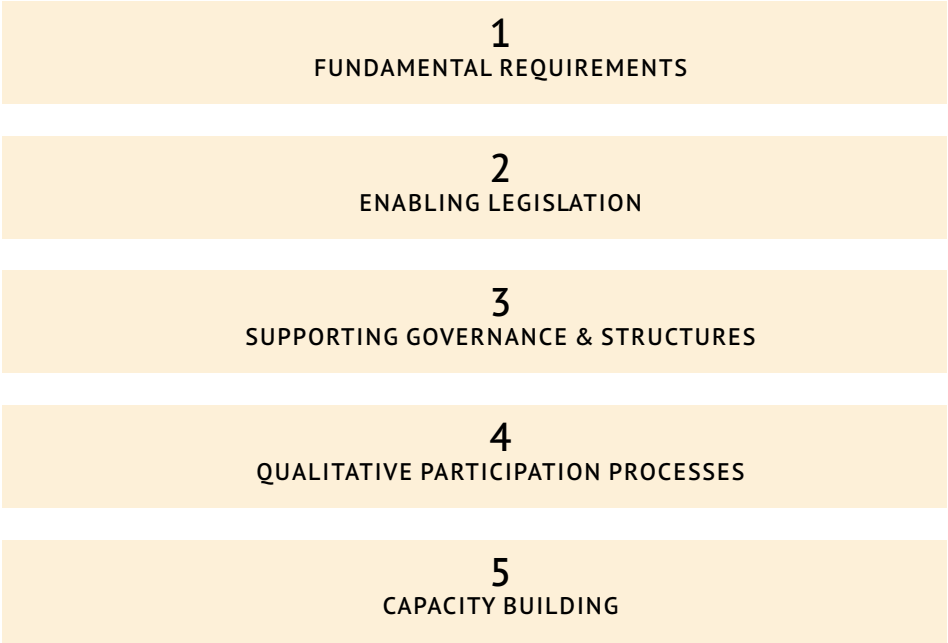 1
FUNDAMENTAL REQUIREMENTS
2
ENABLING LEGISLATION
3
SUPPORTING GOVERNANCE & STRUCTURES
4
QUALITATIVE PARTICIPATION PROCESSES
5
CAPACITY BUILDING